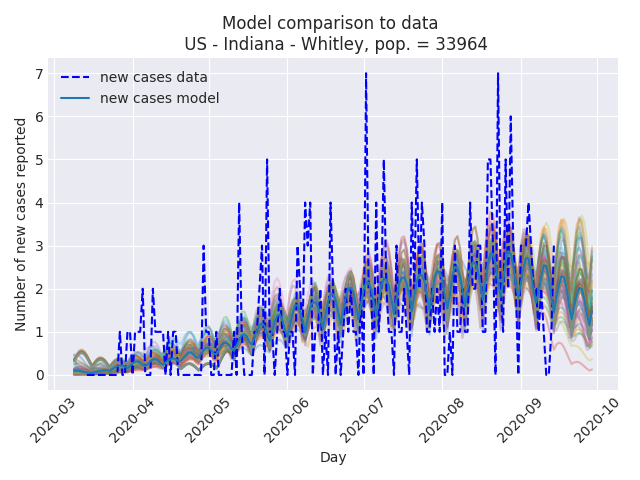 Model comparison to data
US - Indiana - Whitley, pop. = 33964
new cases data
new cases model
Number of new cases reported
7
6
5
4
3
2
1
0
2020-03
2020-04
2020-05
2020-06
2020-07
2020-08
2020-09
2020-10
Day